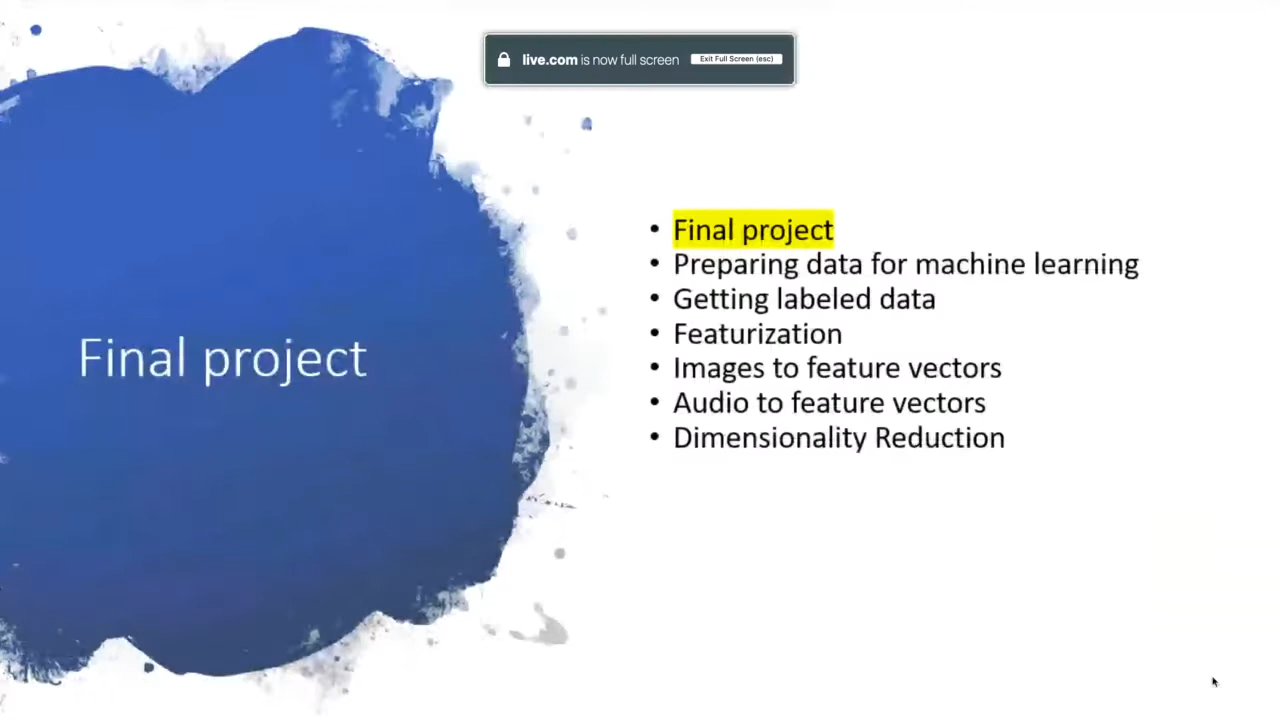 live.com is now full screen Exit Full Screen (esc)
Final project
• Final project
• Preparing data for machine learning
• Getting labeled data
• Featurization
• Images to feature vectors
• Audio to feature vectors
• Dimensionality Reduction